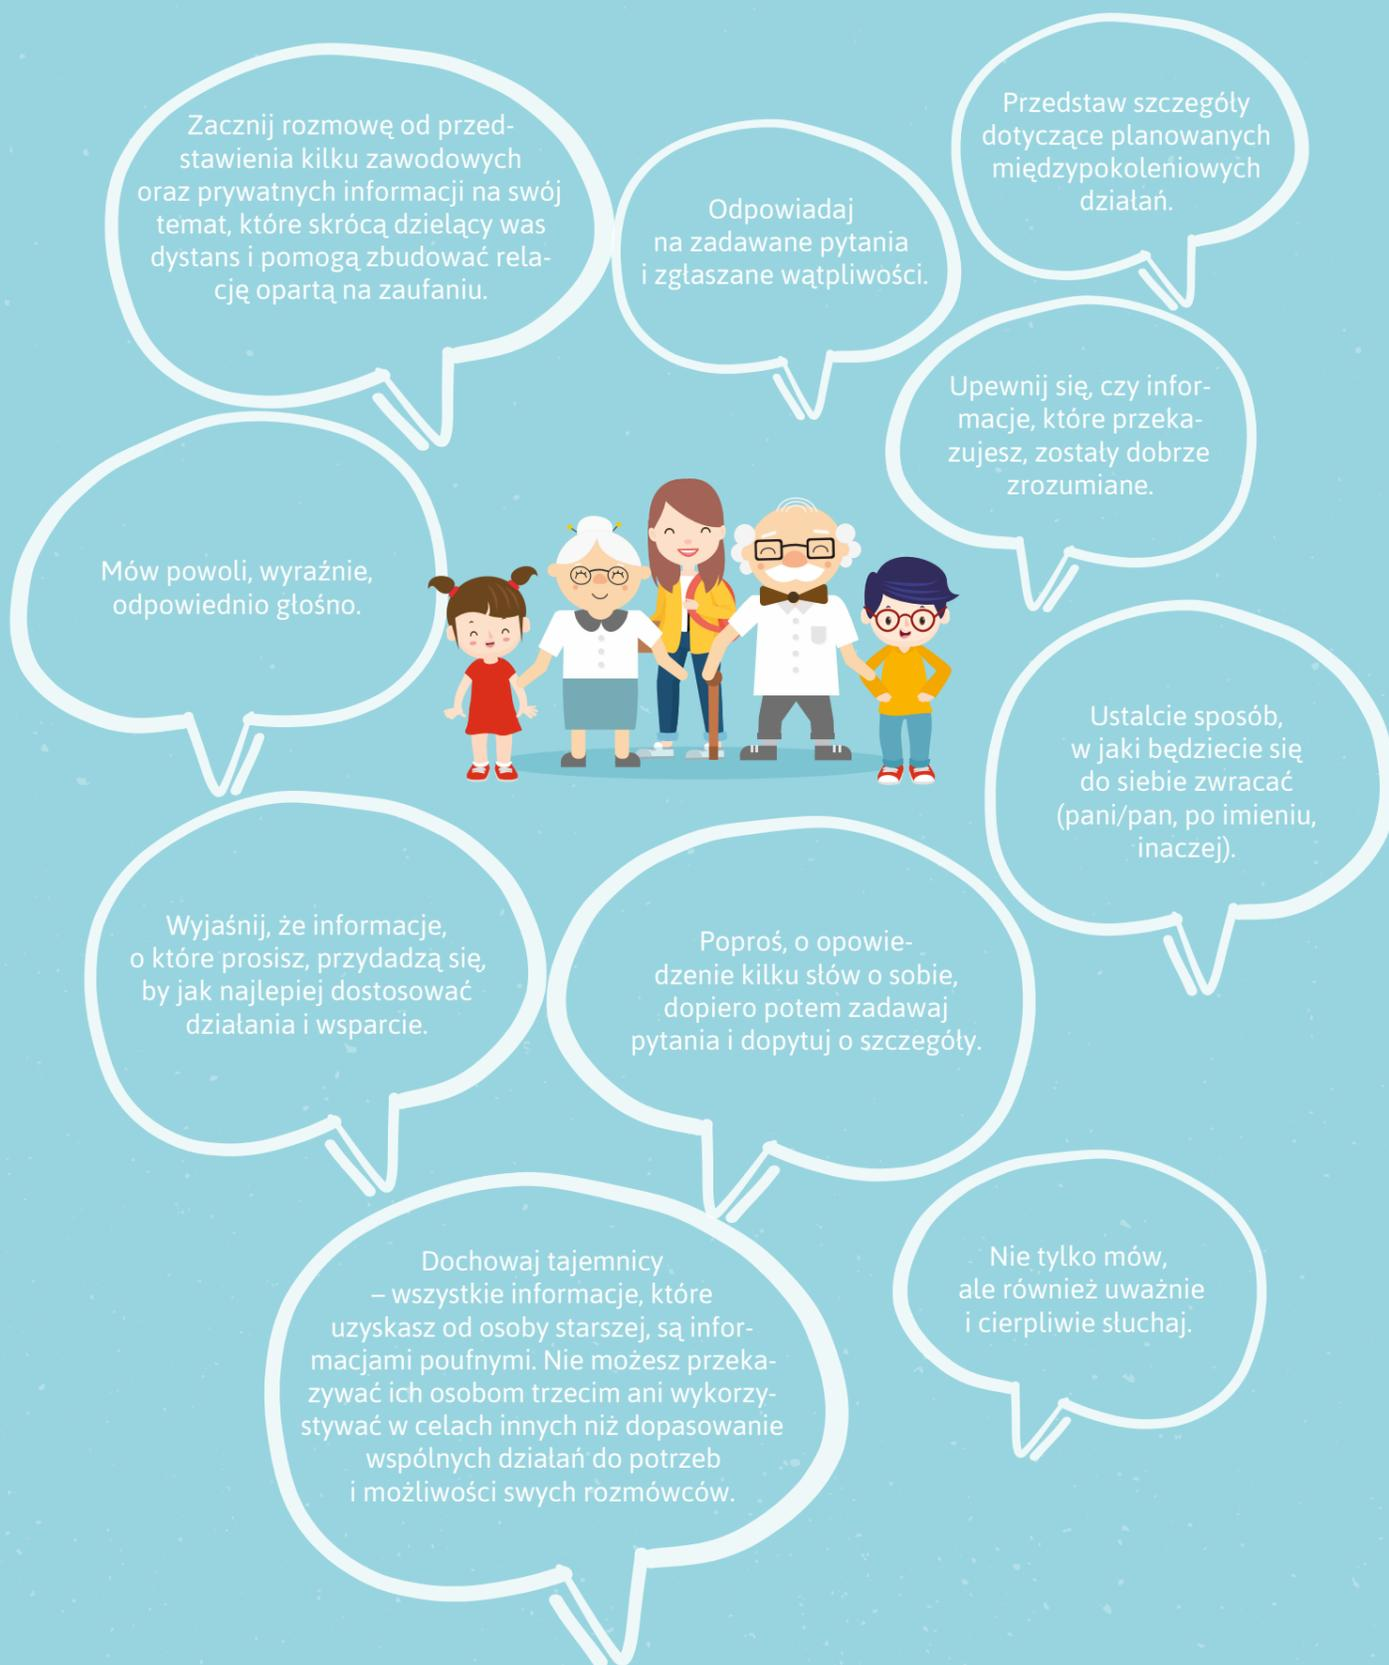 Zacznij rozmowę od przed-
stawienia kilku zawodowych
oraz prywatnych informacji na swój
temat, które skrócą dzielący was
dystans i pomogą zbudować rela-
cję opartą na zaufaniu.
Odpowiadaj
na zadawane pytania
i zgłaszane wątpliwości.
Przedstaw szczegóły
dotyczące planowanych
międzypokoleniowych
działań.
Upewnij się, czy infor-
macje, które przeka-
zujesz, zostały dobrze
zrozumiane.
Mów powoli, wyraźnie,
odpowiednio głośno.
Ustalcie sposób,
w jaki będziecie się
do siebie zwracać
(pani/pan, po imieniu,
inaczej).
Wyjaśnij, że informacje,
o które prosisz, przydadzą się,
by jak najlepiej dostosować
działania i wsparcie.
Poproś, o opowie-
dzenie kilku słów o sobie,
dopiero potem zadawaj
pytania i dopytuj o szczegóły.
Dochowaj tajemnicy
– wszystkie informacje, które
uzyskasz od osoby starszej, są infor-
macjami poufnymi. Nie możesz przeka-
zywać ich osobom trzecim ani wykorzy-
stywać w celach innych niż dopasowanie
wspólnych działań do potrzeb
i możliwości swych rozmówców.
Nie tylko mów,
ale również uważnie
i cierpliwie słuchaj.